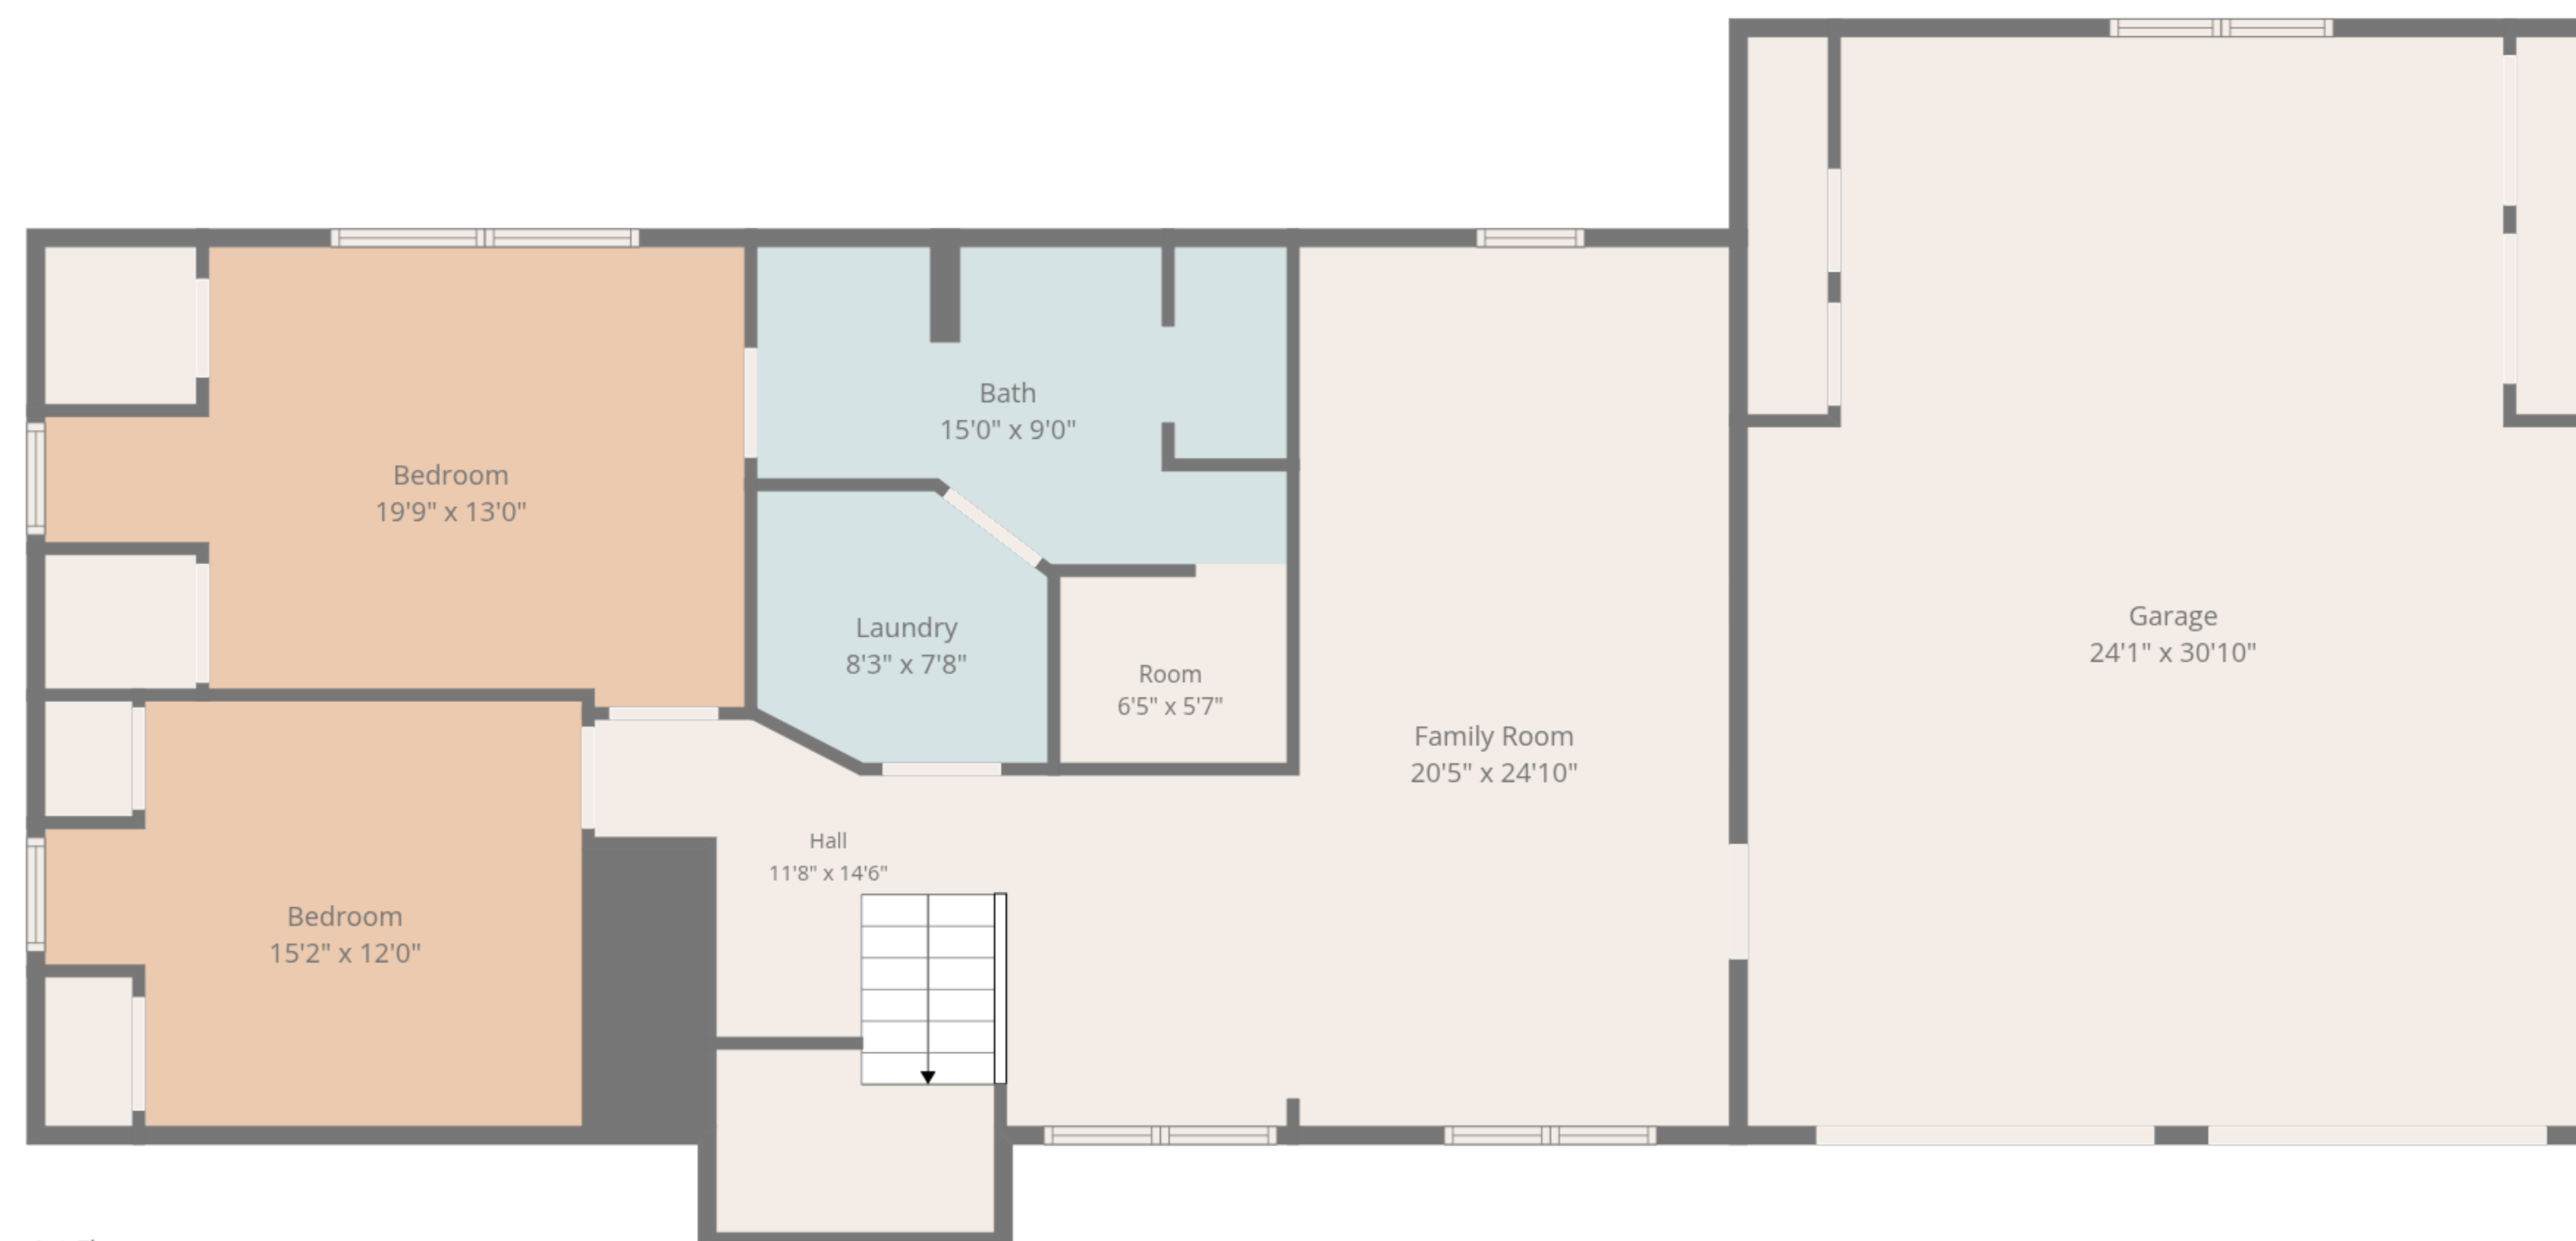 Bath
15'0" x 9'0"
Bedroom
19'9" x 13'0"
Laundry
8'3" x 7'8"
Room
6'5" x 5'7"
Family Room
20'5" x 24'10"
Garage
24'1" x 30'10"
Hall
11'8" x 14'6"
Bedroom
15'2" x 12'0"